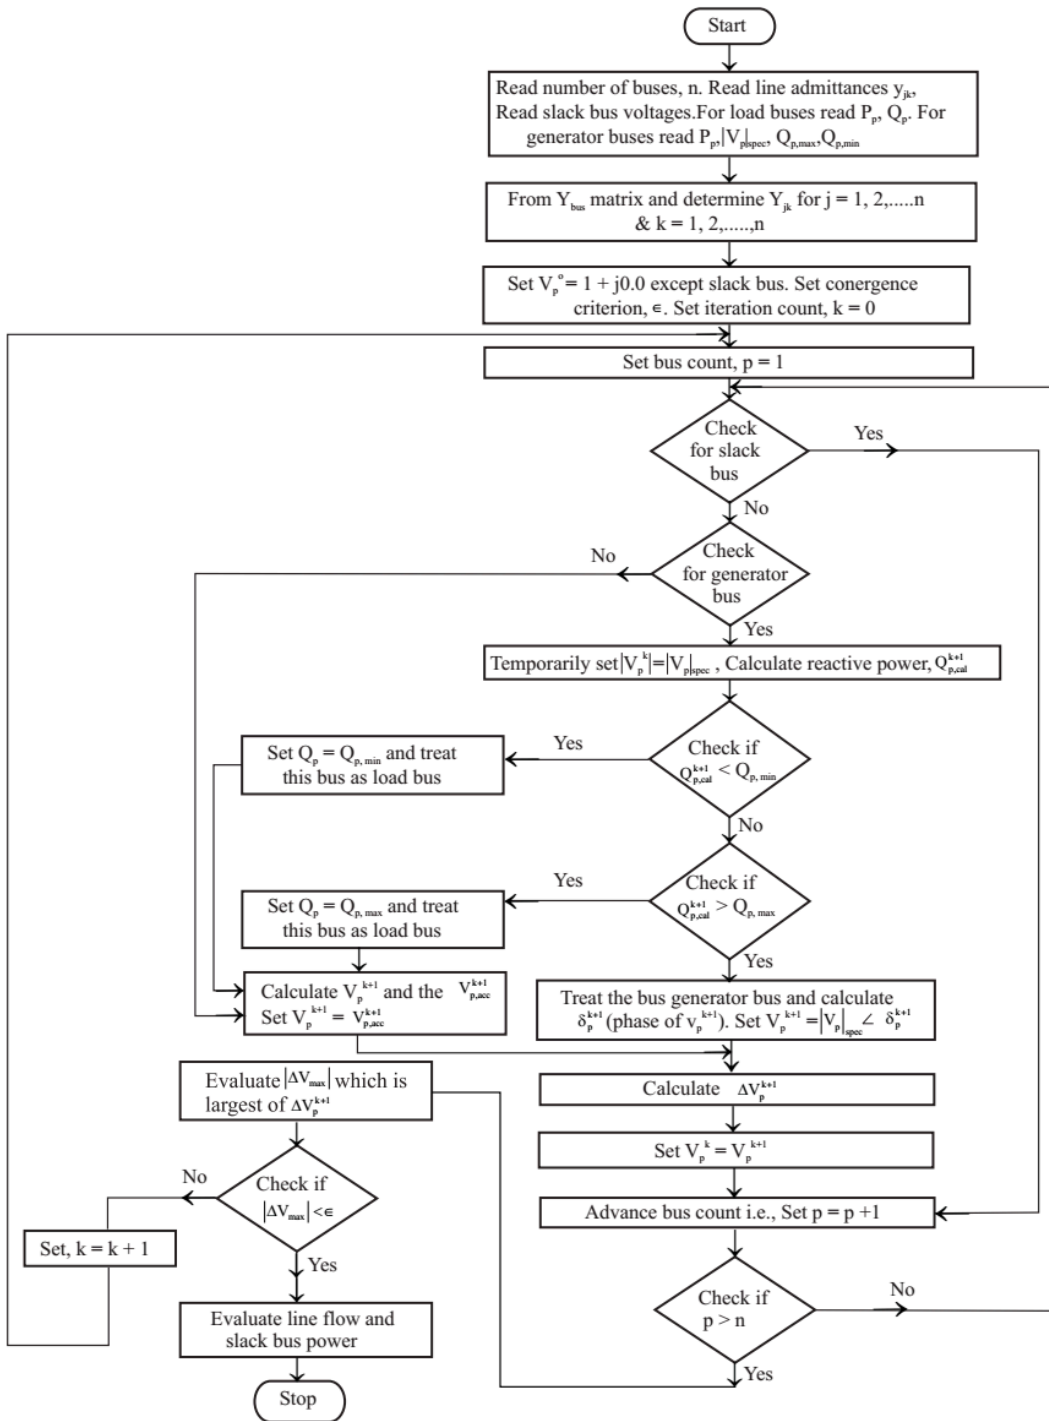 Start
Read number of buses, n. Read line admittances y_jk,
Read slack bus voltages.For load buses read P_p, Q_p. For
generator buses read P_p,|V_p|spec, Q_p,max,Q_p,min
From Y_bus matrix and determine Y_jk for j = 1, 2,.....n
& k = 1, 2,.....,n
Set V_p^o = 1 + j0.0 except slack bus. Set conergence
criterion, ∈. Set iteration count, k = 0
Set bus count, p = 1
Check
for slack
bus
Yes
No
Check
for generator
bus
No
Yes
Temporarily set |V_p^k|=|V_p|spec , Calculate reactive power, Q_p,cal^k+1
Check if
Q_p,cal^k+1 < Q_p, min
Yes
Set Q_p = Q_p, min and treat
this bus as load bus
No
Check if
Q_p,cal^k+1 > Q_p, max
Yes
Set Q_p = Q_p, max and treat
this bus as load bus
Yes
Calculate V_p^k+1 and the V_p,acc^k+1
Set V_p^k+1 = V_p,acc^k+1
Treat the bus generator bus and calculate
δ_p^k+1 (phase of v_p^k+1). Set V_p^k+1 = |V_p|spec ∠ δ_p^k+1
Calculate ΔV_p^k+1
Set V_p^k = V_p^k+1
Advance bus count i.e., Set p = p +1
Check if
p > n
No
Yes
Evaluate |ΔV_max| which is
largest of ΔV_p^k+1
Check if
|ΔV_max| <∈
No
Set, k = k + 1
Yes
Evaluate line flow and
slack bus power
Stop